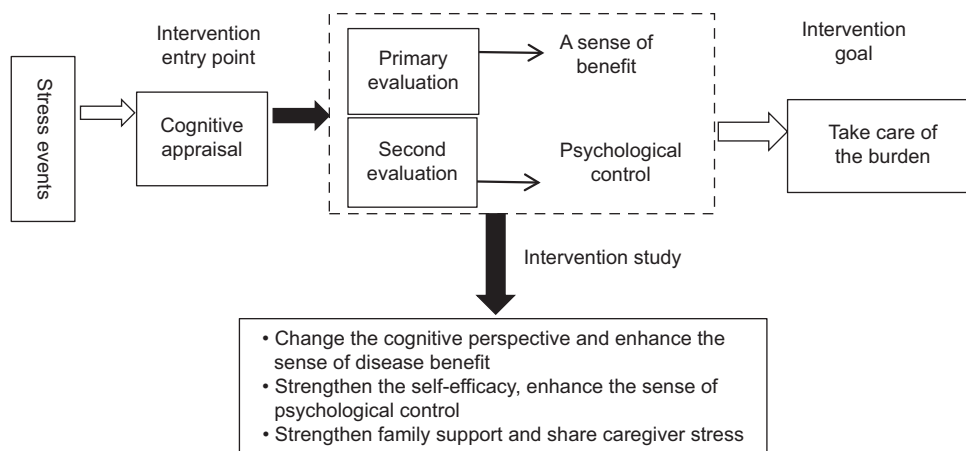 Stress events
Intervention
entry point
Cognitive
appraisal
Primary
evaluation
A sense of
benefit
Second
evaluation
Psychological
control
Intervention
goal
Take care of
the burden
Intervention study
• Change the cognitive perspective and enhance the
sense of disease benefit
• Strengthen the self-efficacy, enhance the sense of
psychological control
• Strengthen family support and share caregiver stress